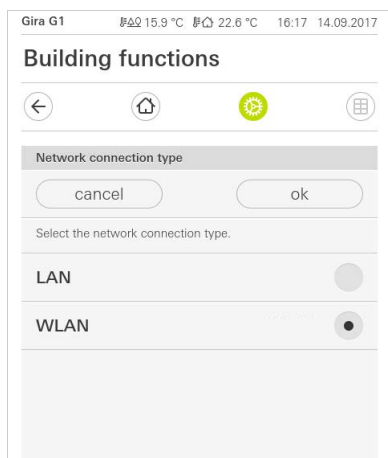 Gira G1 15.9 °C 22.6 °C 16:17 14.09.2017
Building functions
Network connection type
cancel ok
Select the network connection type.
LAN
WLAN